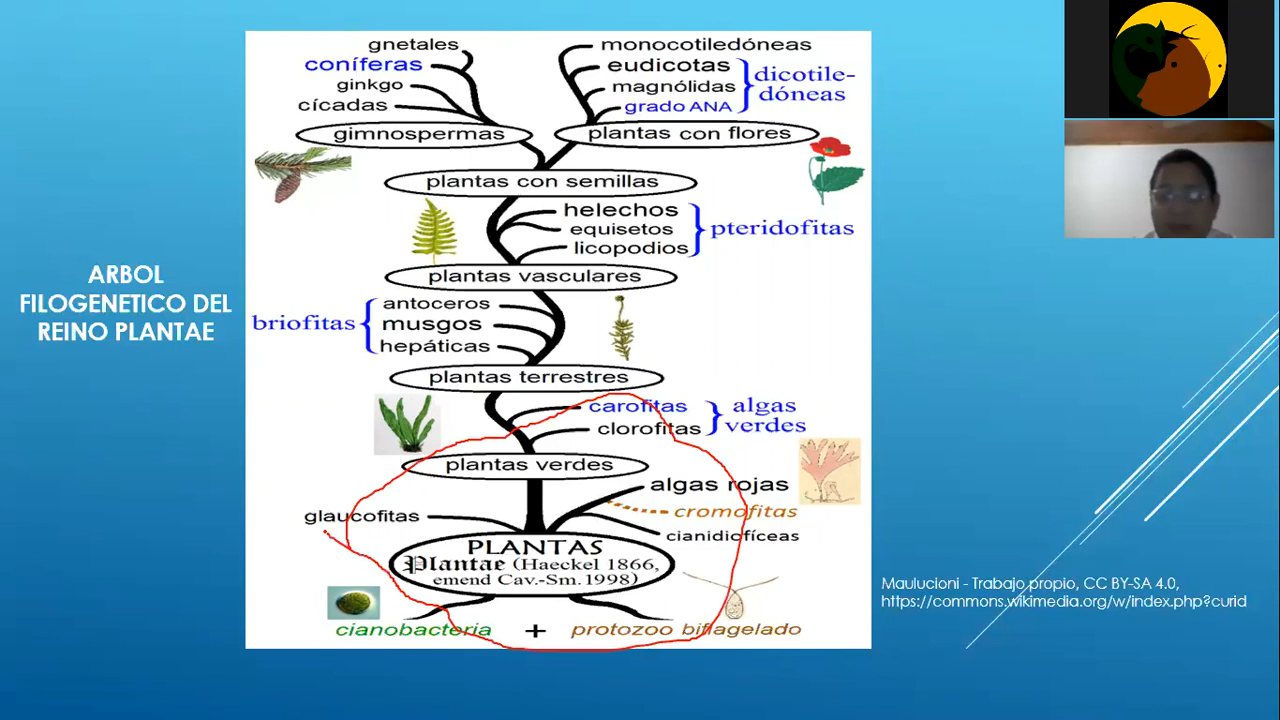 ARBOL
FILOGENETICO DEL
REINO PLANTAE
gnetales
coníferas
ginkgo
cícadas
gimnospermas
monocotiledóneas
eudicotas
magnólidas
grado ANA
dicotile-
dóneas
plantas con flores
plantas con semillas
helechos
equisetos
licopodios
pteridofitas
plantas vasculares
briofitas
antoceros
musgos
hepáticas
plantas terrestres
carofitas
clorofitas
algas
verdes
plantas verdes
algas rojas
cromofitas
cianidiofíceas
glaucofitas
PLANTAS
Plantae (Haeckel 1866,
emend Cav.-Sm. 1998)
cianobacteria + protozoo biflagelado
Maulucioni - Trabajo propio, CC BY-SA 4.0,
https://commons.wikimedia.org/w/index.php?curid